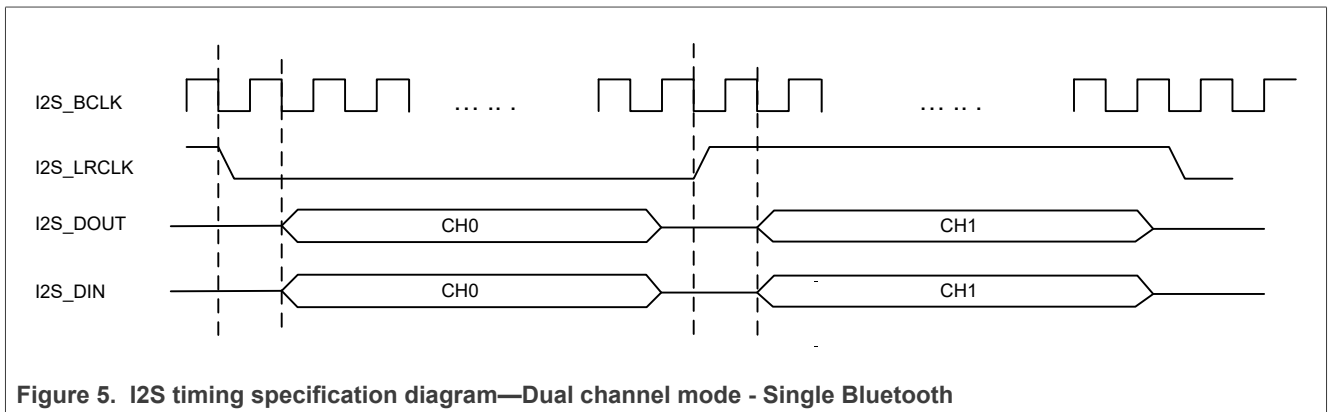 I2S_BCLK
... .. .
... .. .
I2S_LRCLK
I2S_DOUT
CH0
CH1
I2S_DIN
CH0
CH1
Figure 5. I2S timing specification diagram—Dual channel mode - Single Bluetooth